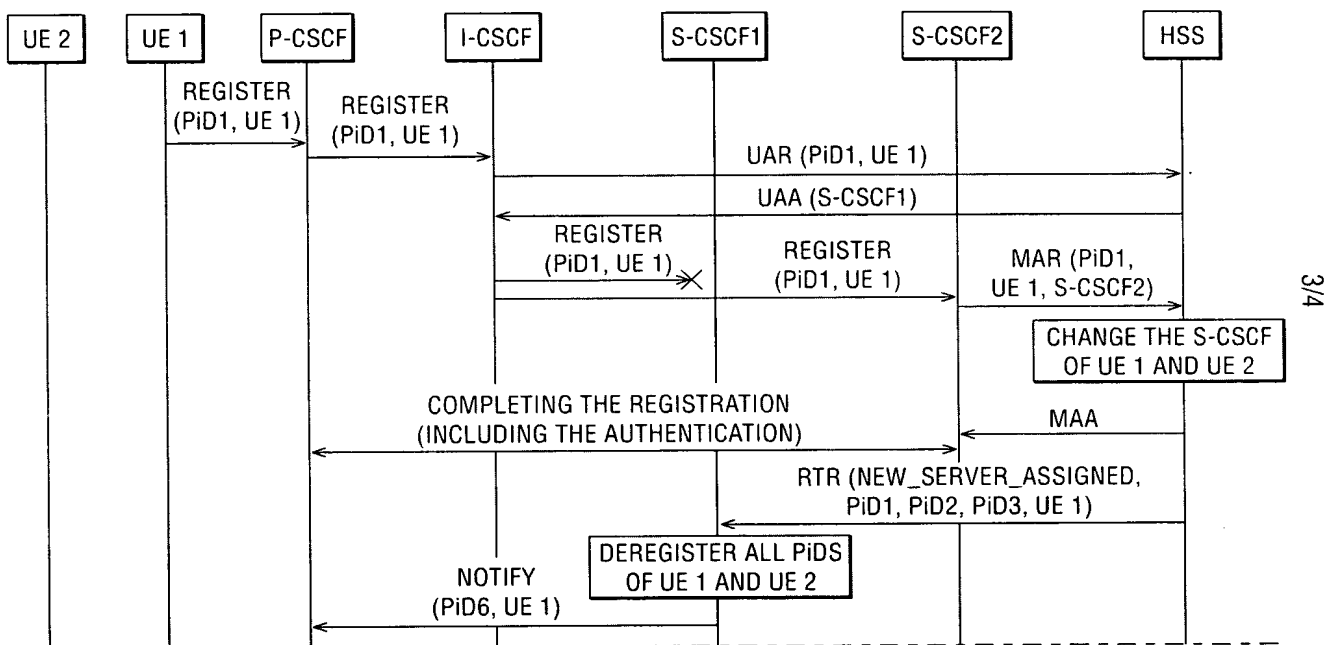 UE 2
UE 1
P-CSCF
I-CSCF
S-CSCF1
S-CSCF2
HSS
REGISTER
(PiD1, UE 1)
REGISTER
(PiD1, UE 1)
UAR (PiD1, UE 1)
UAA (S-CSCF1)
REGISTER
(PiD1, UE 1)
REGISTER
(PiD1, UE 1)
MAR (PiD1,
UE 1, S-CSCF2)
CHANGE THE S-CSCF
OF UE 1 AND UE 2
COMPLETING THE REGISTRATION
(INCLUDING THE AUTHENTICATION)
MAA
RTR (NEW_SERVER_ASSIGNED,
PiD1, PiD2, PiD3, UE 1)
DEREGISTER ALL PiDS
OF UE 1 AND UE 2
NOTIFY
(PiD6, UE 1)
3/4